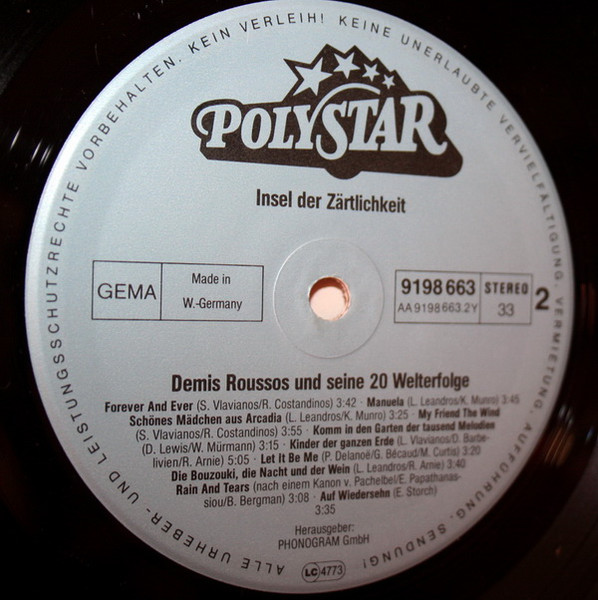 ALLE URHEBER- UND LEISTUNGSSCHUTZRECHTE VORBEHALTEN. KEIN VERLEIH! KEINE UNERLAUBTE VERVIELFÄLTIGUNG, VERMIETUNG, AUFFÜHRUNG, SENDUNG!
POLYSTAR
Insel der Zärtlichkeit
GEMA
Made in
W.-Germany
9198 663
AA 9198 663.2Y
STEREO
33
2
Demis Roussos und seine 20 Welterfolge
Forever And Ever (S. Vlavianos/R. Costandinos) 3:42 · Manuela (L. Leandros/K. Munro) 3:45
Schönes Mädchen aus Arcadia (L. Leandros/K. Munro) 3:25 · My Friend The Wind
(S. Vlavianos/R. Costandinos) 3:55 · Komm in den Garten der tausend Melodien
(D. Lewis/W. Mürmann) 3:15 · Kinder der ganzen Erde (L. Vlavianos/D. Barbe-
livien/R. Arnie) 5:05 · Let It Be Me (P. Delanoë/G. Bécaud/M. Curtis) 3:20
Die Bouzouki, die Nacht und der Wein (L. Leandros/R. Arnie) 3:40
Rain And Tears (nach einem Kanon v. Pachelbel/E. Papathanas-
siou/B. Bergman) 3:08 · Auf Wiedersehn (E. Storch)
3:35
Herausgeber:
PHONOGRAM GmbH
LC 4773